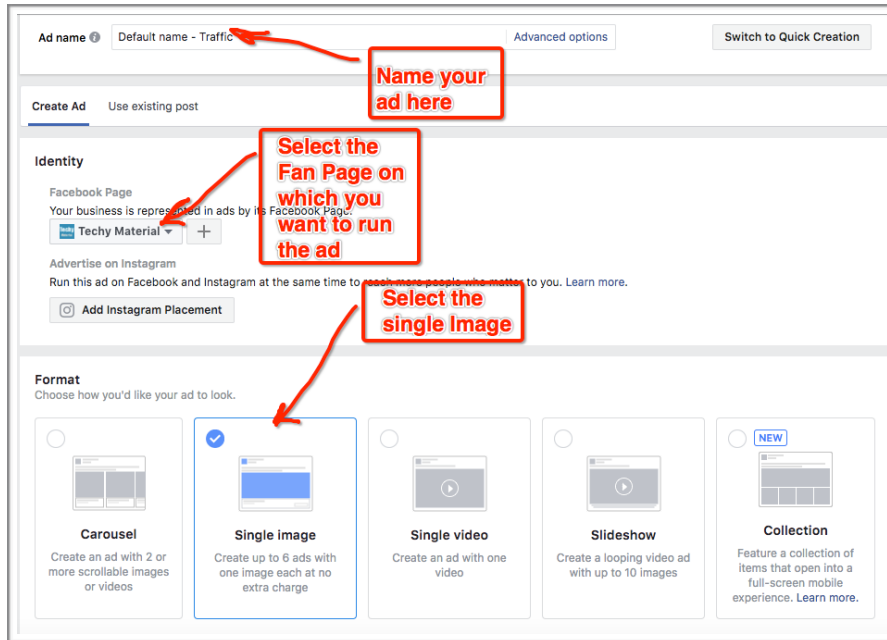 Ad name
Default name - Traffic
Advanced options
Switch to Quick Creation
Name your
ad here
Create Ad
Use existing post
Select the
Fan Page on
which you
want to run
the ad
Identity
Facebook Page
Your business is represented in ads by its Facebook Page.
Techy Material
Advertise on Instagram
Run this ad on Facebook and Instagram at the same time to reach more people who matter to you. Learn more.
Add Instagram Placement
Select the
single Image
Format
Choose how you'd like your ad to look.
Carousel
Create an ad with 2 or
more scrollable images
or videos
Single image
Create up to 6 ads with
one image each at no
extra charge
Single video
Create an ad with one
video
Slideshow
Create a looping video ad
with up to 10 images
NEW
Collection
Feature a collection of
items that open into a
full-screen mobile
experience. Learn more.